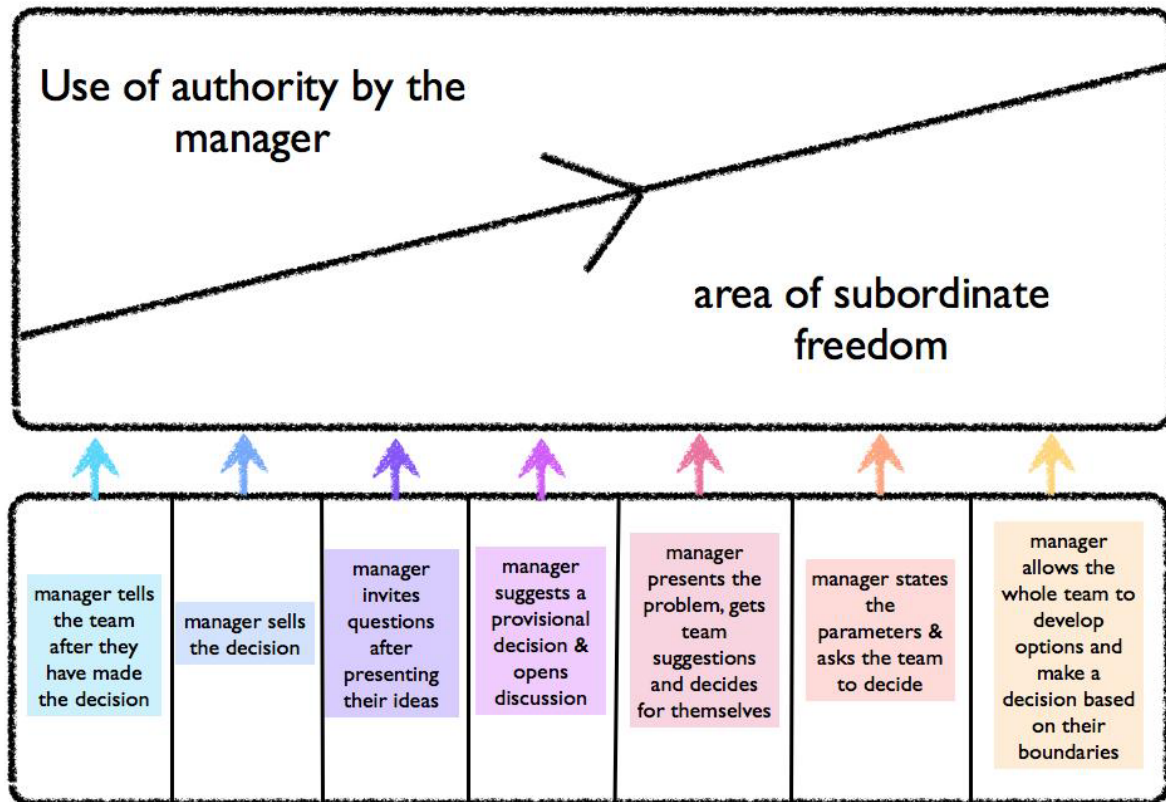 Use of authority by the
manager
area of subordinate
freedom
manager tells
the team
after they
have made
the decision
manager sells
the decision
manager
invites
questions
after
presenting
their ideas
manager
suggests a
provisional
decision &
opens
discussion
manager
presents the
problem, gets
team
suggestions
and decides
for themselves
manager states
the
parameters &
asks the team
to decide
manager
allows the
whole team to
develop
options and
make a
decision based
on their
boundaries